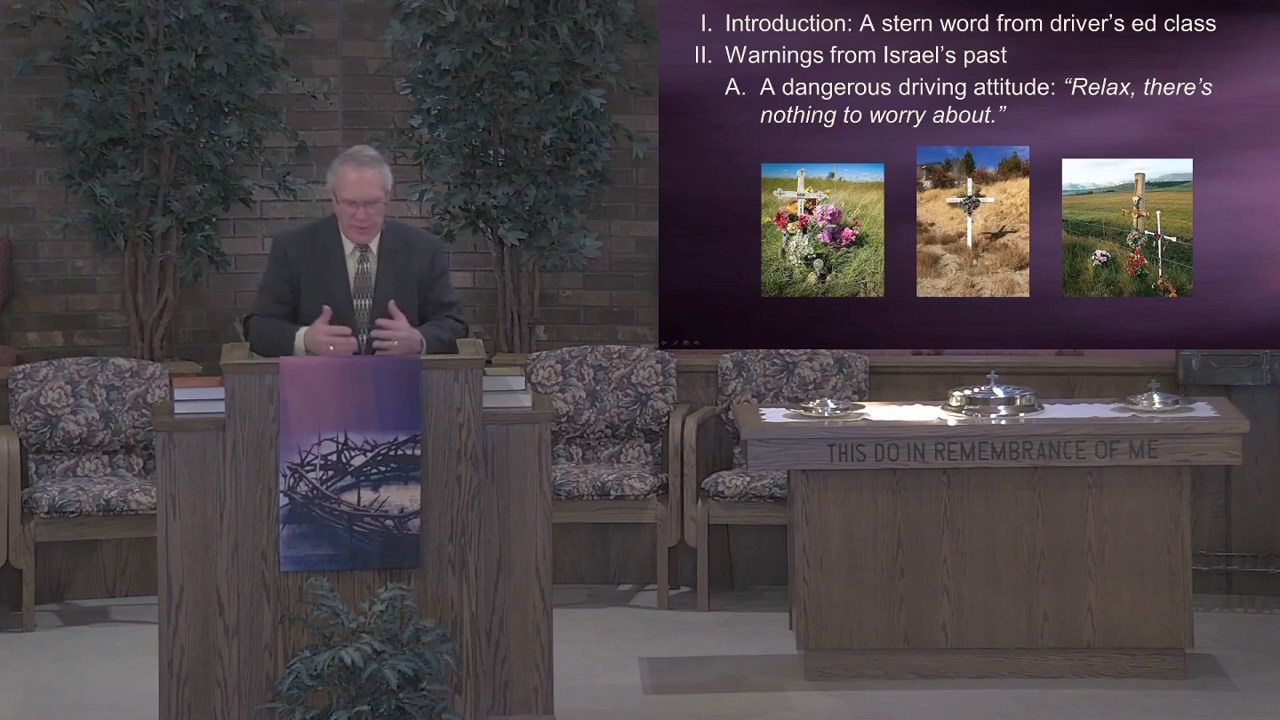 I. Introduction: A stern word from driver’s ed class
II. Warnings from Israel’s past
A. A dangerous driving attitude: “Relax, there’s
nothing to worry about.”
THIS DO IN REMEMBRANCE OF ME